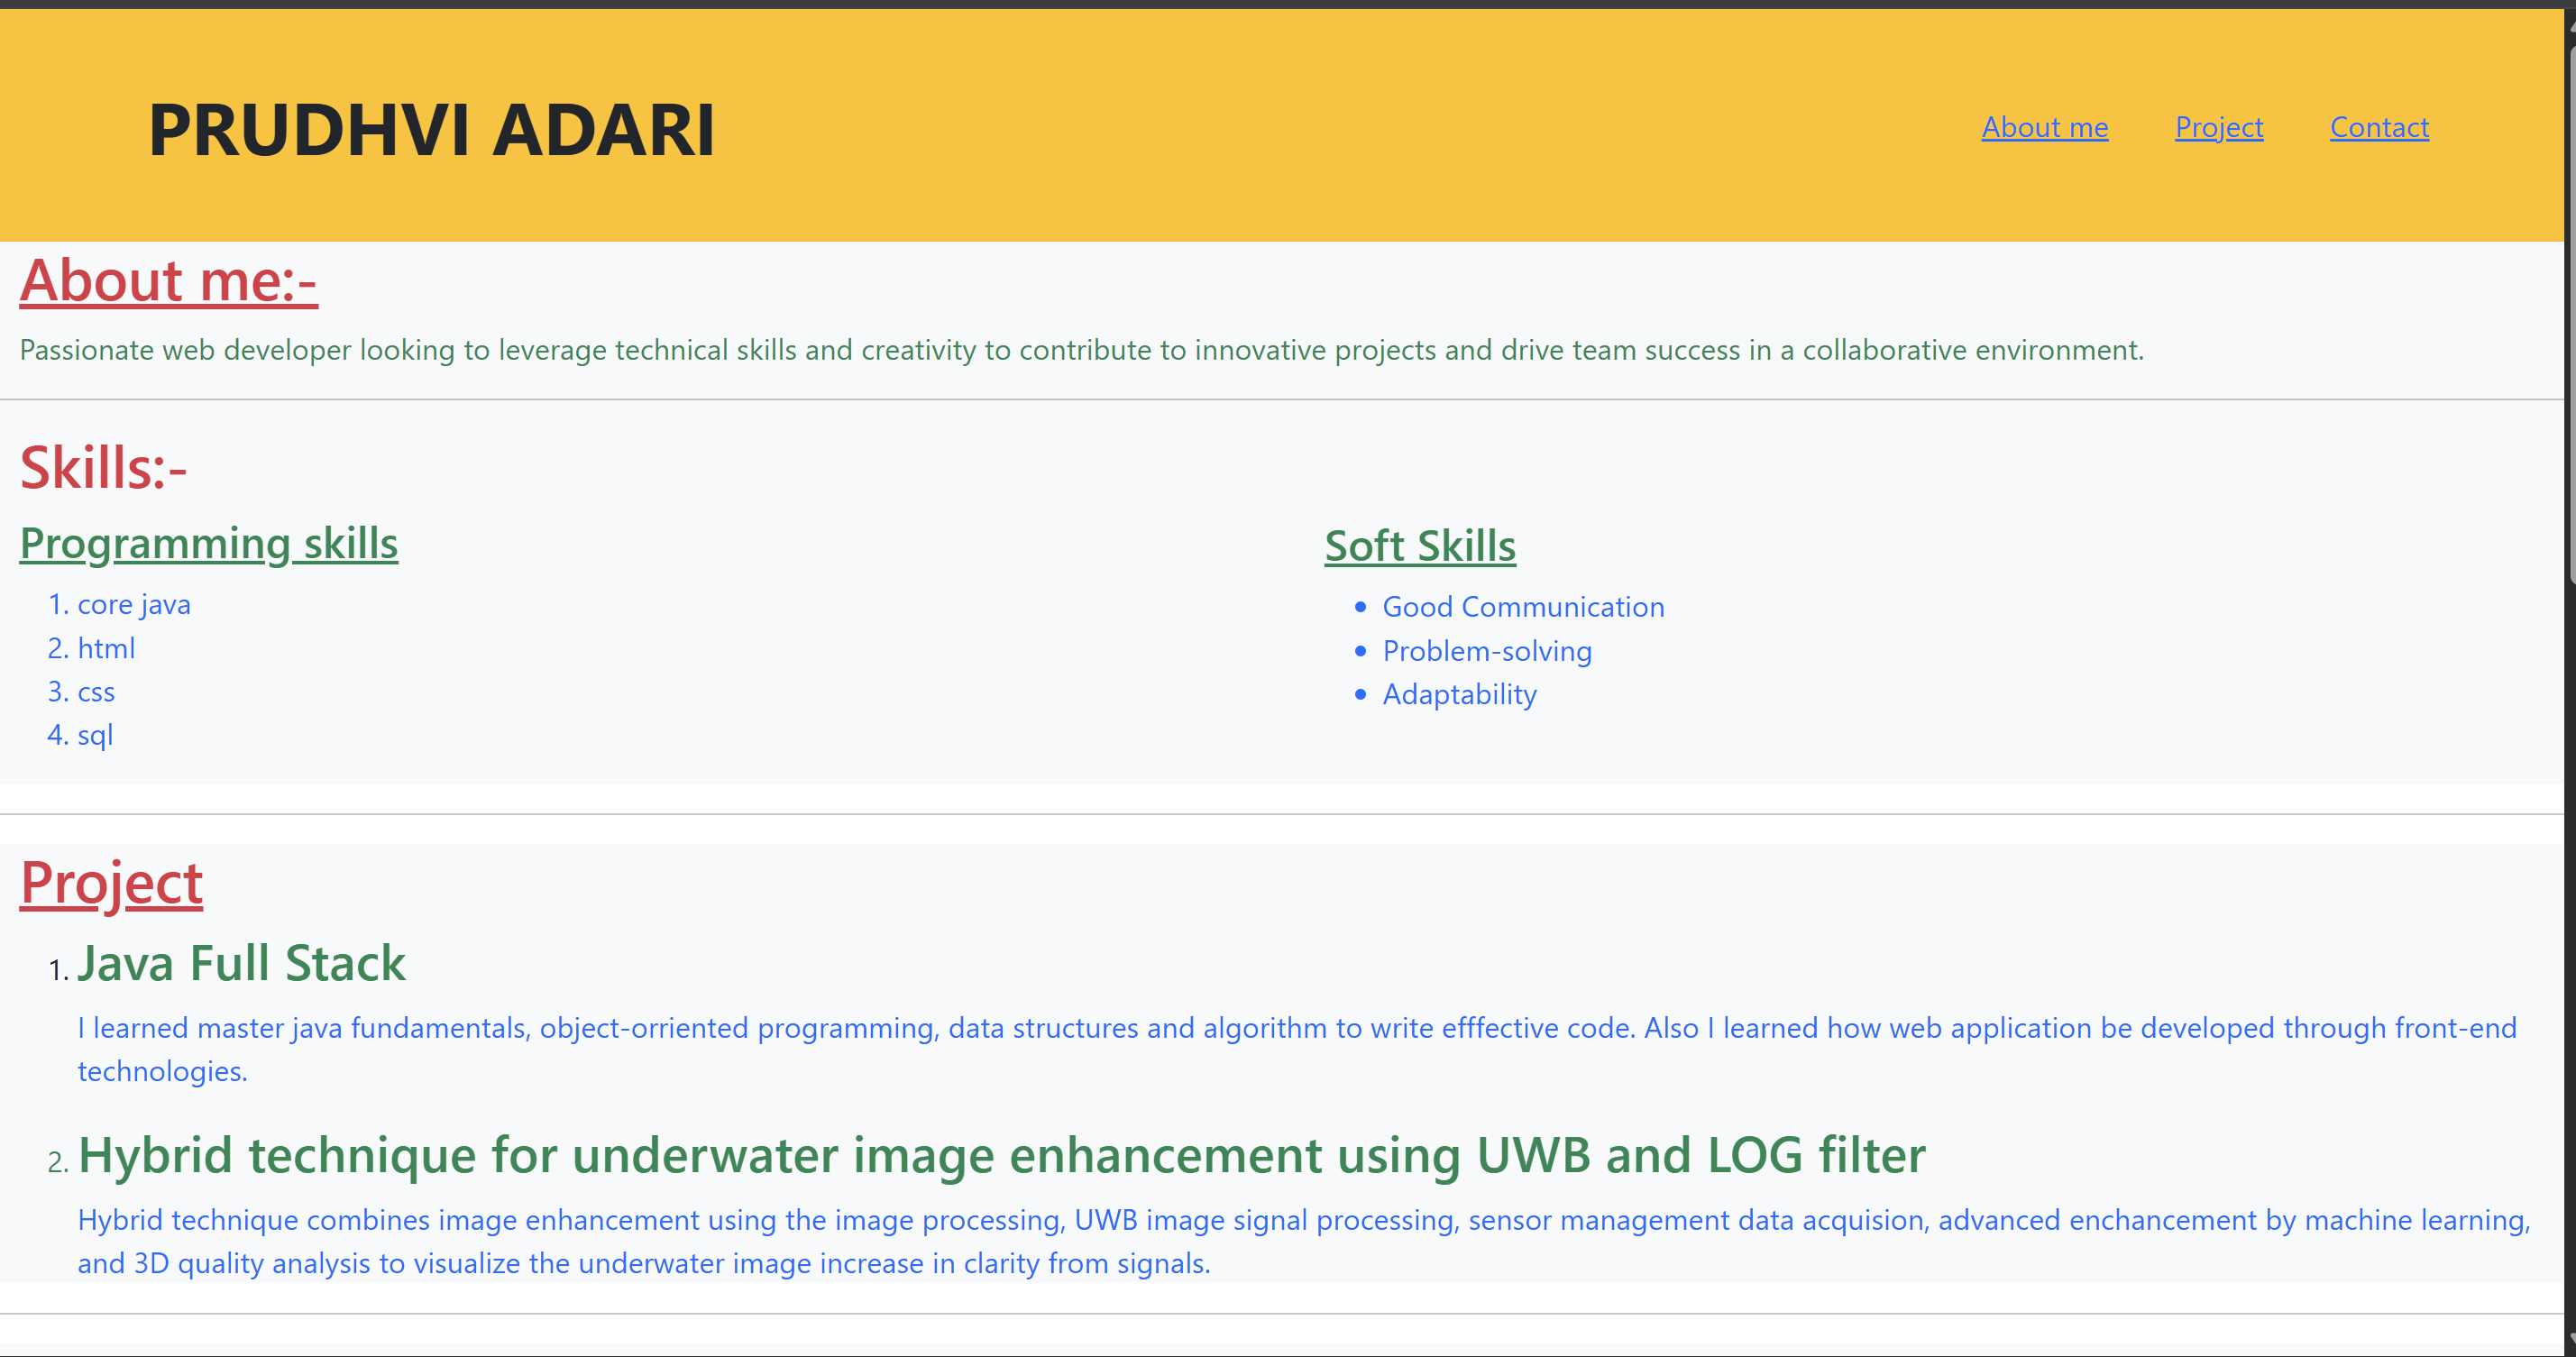 PRUDHVI ADARI
About me
Project
Contact
About me:-
Passionate web developer looking to leverage technical skills and creativity to contribute to innovative projects and drive team success in a collaborative environment.
Skills:-
Programming skills
1. core java
2. html
3. css
4. sql
Soft Skills
• Good Communication
• Problem-solving
• Adaptability
Project
1. Java Full Stack
I learned master java fundamentals, object-orriented programming, data structures and algorithm to write efffective code. Also I learned how web application be developed through front-end
technologies.
2. Hybrid technique for underwater image enhancement using UWB and LOG filter
Hybrid technique combines image enhancement using the image processing, UWB image signal processing, sensor management data acquision, advanced enchancement by machine learning,
and 3D quality analysis to visualize the underwater image increase in clarity from signals.